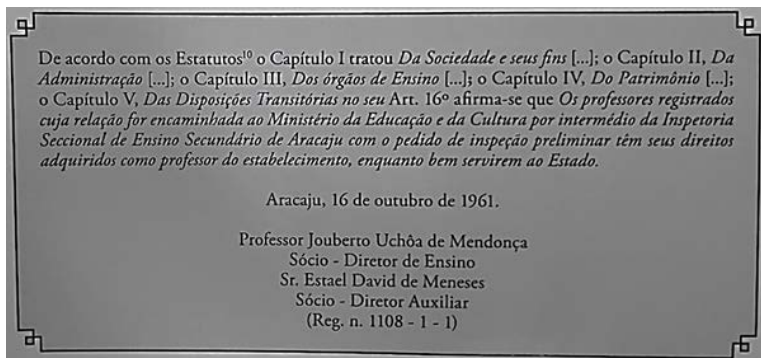 De acordo com os Estatutos¹⁰ o Capítulo I tratou Da Sociedade e seus fins [...]; o Capítulo II, Da
Administração [...]; o Capítulo III, Dos órgãos de Ensino [...]; o Capítulo IV, Do Patrimônio [...];
o Capítulo V, Das Disposições Transitórias no seu Art. 16º afirma-se que Os professores registrados
cuja relação for encaminhada ao Ministério da Educação e da Cultura por intermédio da Inspetoria
Seccional de Ensino Secundário de Aracaju com o pedido de inspeção preliminar têm seus direitos
adquiridos como professor do estabelecimento, enquanto bem servirem ao Estado.
Aracaju, 16 de outubro de 1961.
Professor Jouberto Uchôa de Mendonça
Sócio - Diretor de Ensino
Sr. Estael David de Meneses
Sócio - Diretor Auxiliar
(Reg. n. 1108 - 1 - 1)